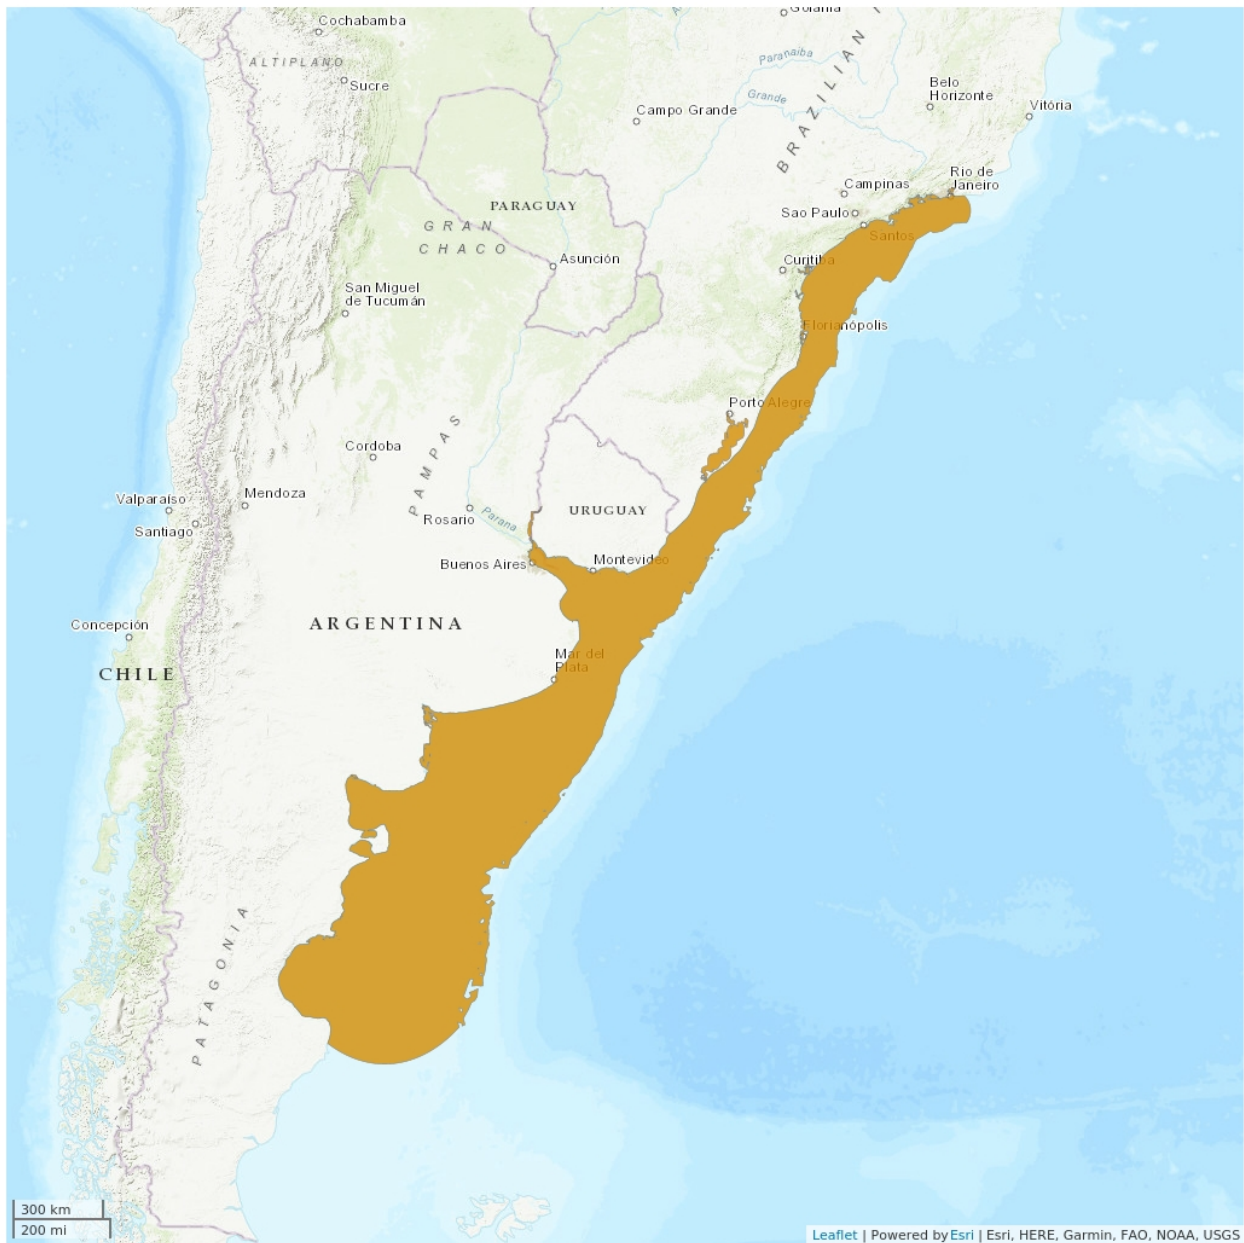 Goiânia
Cochabamba
ALTIPLANO
Sucre
Paranaiba
Belo
Horizonte
Grande
Campo Grande
Vitória
BRAZILIAN
Rio de
Janeiro
Campinas
PARAGUAY
Sao Paulo
GRAN
CHACO
Santos
Asunción
Curitiba
San Miguel
de Tucumán
Florianópolis
Porto Alegre
Cordoba
PAMPAS
Valparaíso
Mendoza
Rosario
Parana
URUGUAY
Santiago
Buenos Aires
Montevideo
Concepción
ARGENTINA
Mar del
Plata
CHILE
PATAGONIA
300 km
200 mi
Leaflet | Powered by Esri | Esri, HERE, Garmin, FAO, NOAA, USGS